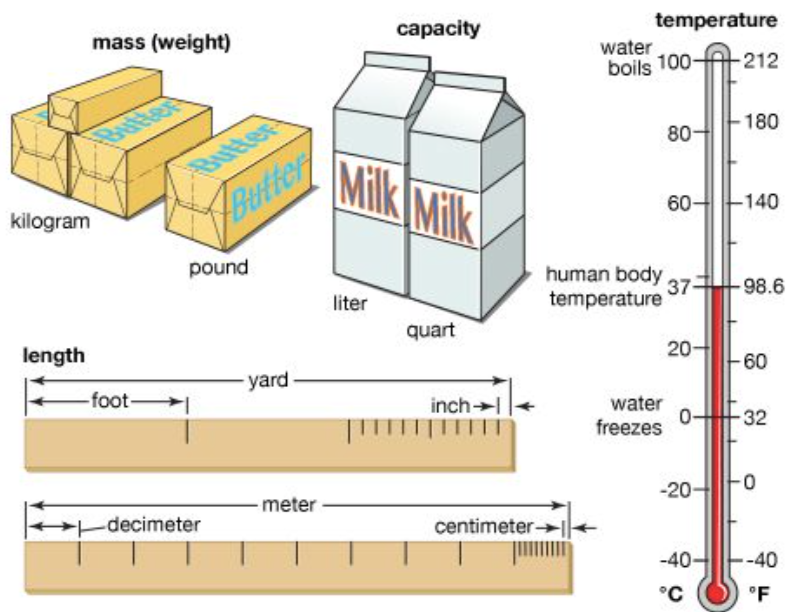 mass (weight)
Butter
Butter
Butter
Butter
kilogram
pound
capacity
Milk
Milk
liter
quart
temperature
water
boils
100
212
80
180
60
140
human body
temperature
37
98.6
20
60
water
freezes
0
32
-20
0
-40
-40
°C
°F
length
yard
foot
inch
meter
decimeter
centimeter